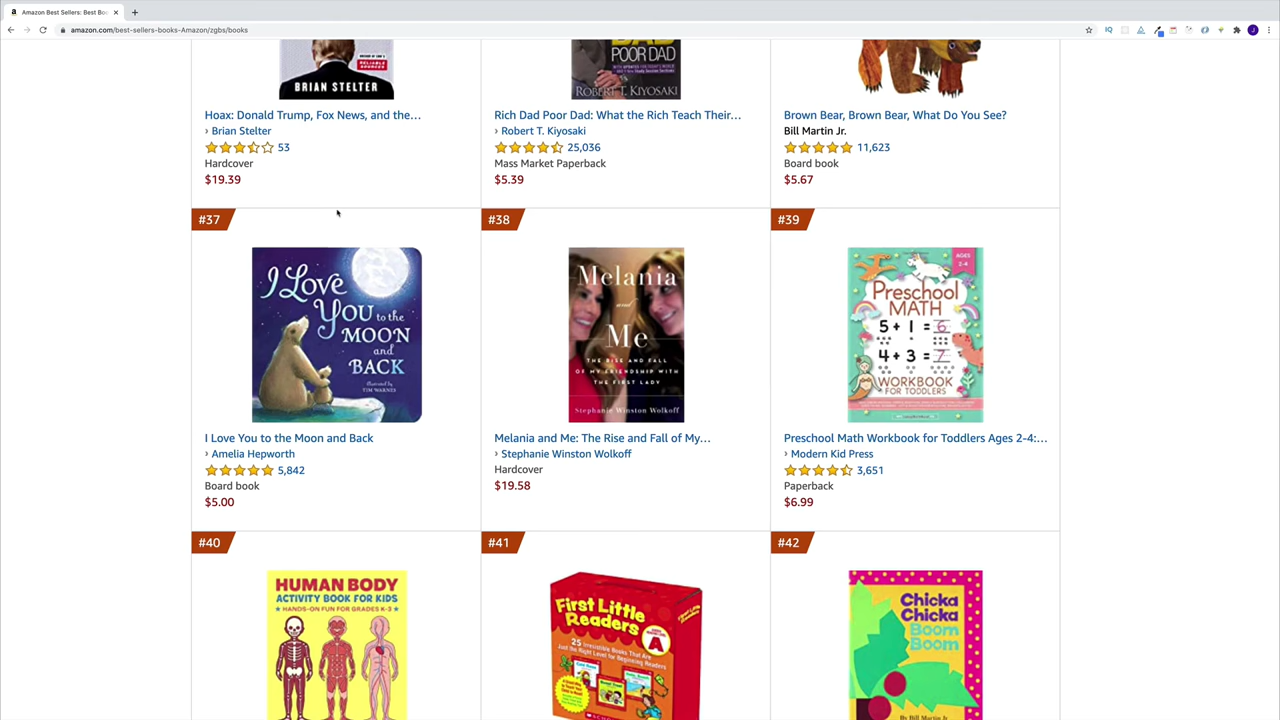 Amazon Best Sellers: Best Boo
amazon.com/best-sellers-books-Amazon/zgbs/books
BRIAN STELTER
Hoax: Donald Trump, Fox News, and the…
› Brian Stelter
53
Hardcover
$19.39
DAD
POOR DAD
ROBERT T. KIYOSAKI
Rich Dad Poor Dad: What the Rich Teach Their…
› Robert T. Kiyosaki
25,036
Mass Market Paperback
$5.39
Brown Bear, Brown Bear, What Do You See?
Bill Martin Jr.
11,623
Board book
$5.67
#37
I Love
You to the
MOON
and
BACK
Illustrated by
TIM WARNES
I Love You to the Moon and Back
› Amelia Hepworth
5,842
Board book
$5.00
#38
Melania
and
Me
THE RISE AND FALL
OF MY FRIENDSHIP WITH
THE FIRST LADY
Stephanie Winston Wolkoff
Melania and Me: The Rise and Fall of My…
› Stephanie Winston Wolkoff
Hardcover
$19.58
#39
AGES
2-4
Preschool
MATH
5 + 1 = 6
4 + 3 = 7
WORKBOOK
FOR TODDLERS
Preschool Math Workbook for Toddlers Ages 2-4:…
› Modern Kid Press
3,651
Paperback
$6.99
#40
HUMAN BODY
ACTIVITY BOOK FOR KIDS
HANDS-ON FUN FOR GRADES K-3
#41
First Little
Readers
A
25 Irresistible Books That Are
Just the Right Level for Beginning Readers
#42
Chicka
Chicka
Boom
Boom
By Bill Martin Jr